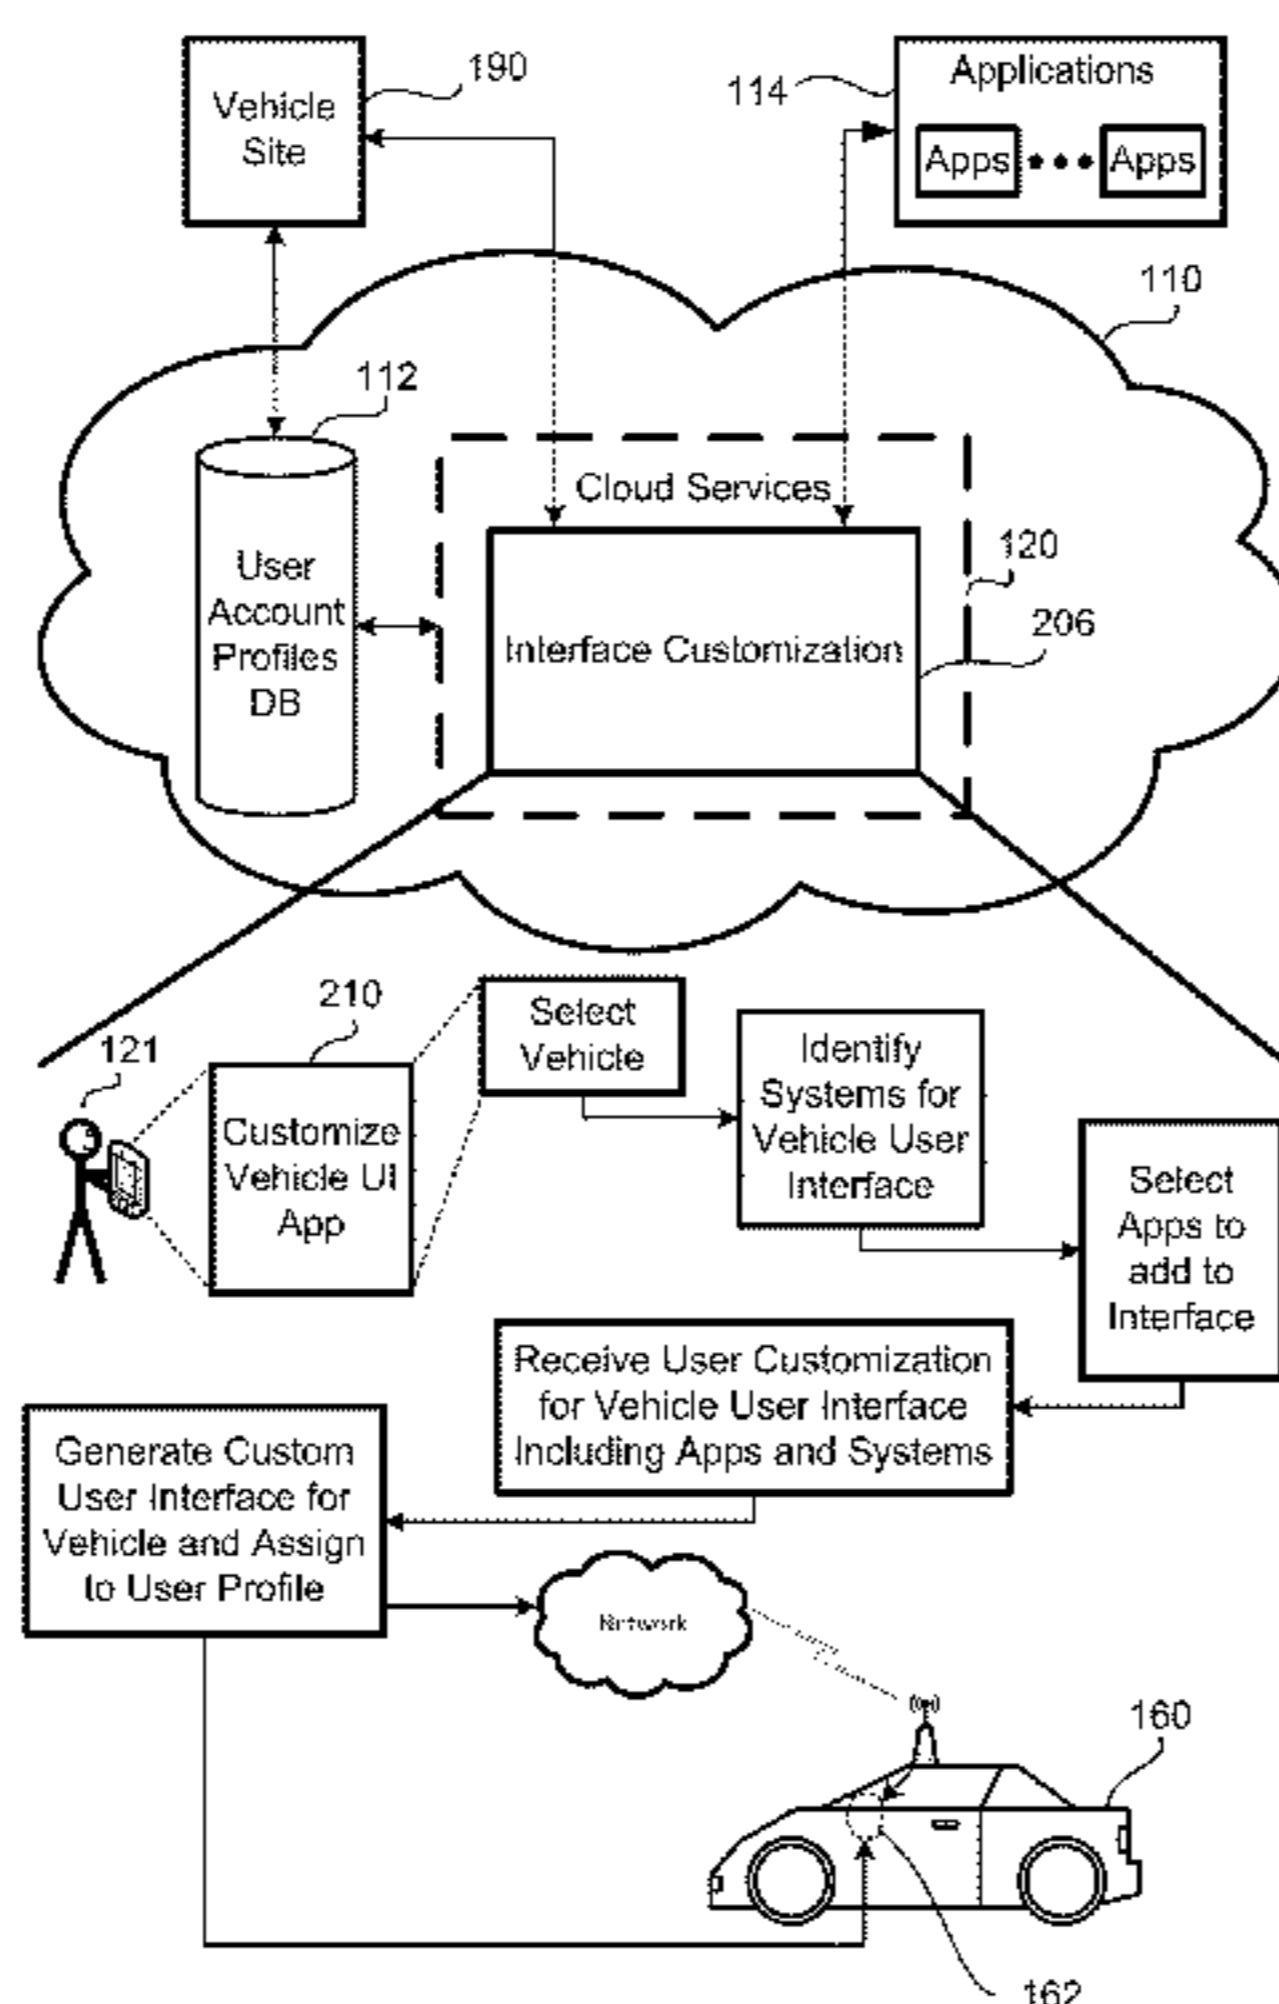 190
Vehicle
Site
114
Applications
Apps
Apps
110
112
Cloud Services
User
Account
Profiles
DB
120
206
Interface Customization
210
121
Select
Vehicle
Customize
Vehicle UI
App
Identify
Systems for
Vehicle User
Interface
Select
Apps to
add to
Interface
Receive User Customization
for Vehicle User Interface
Including Apps and Systems
Generate Custom
User Interface for
Vehicle and Assign
to User Profile
Network
160
162